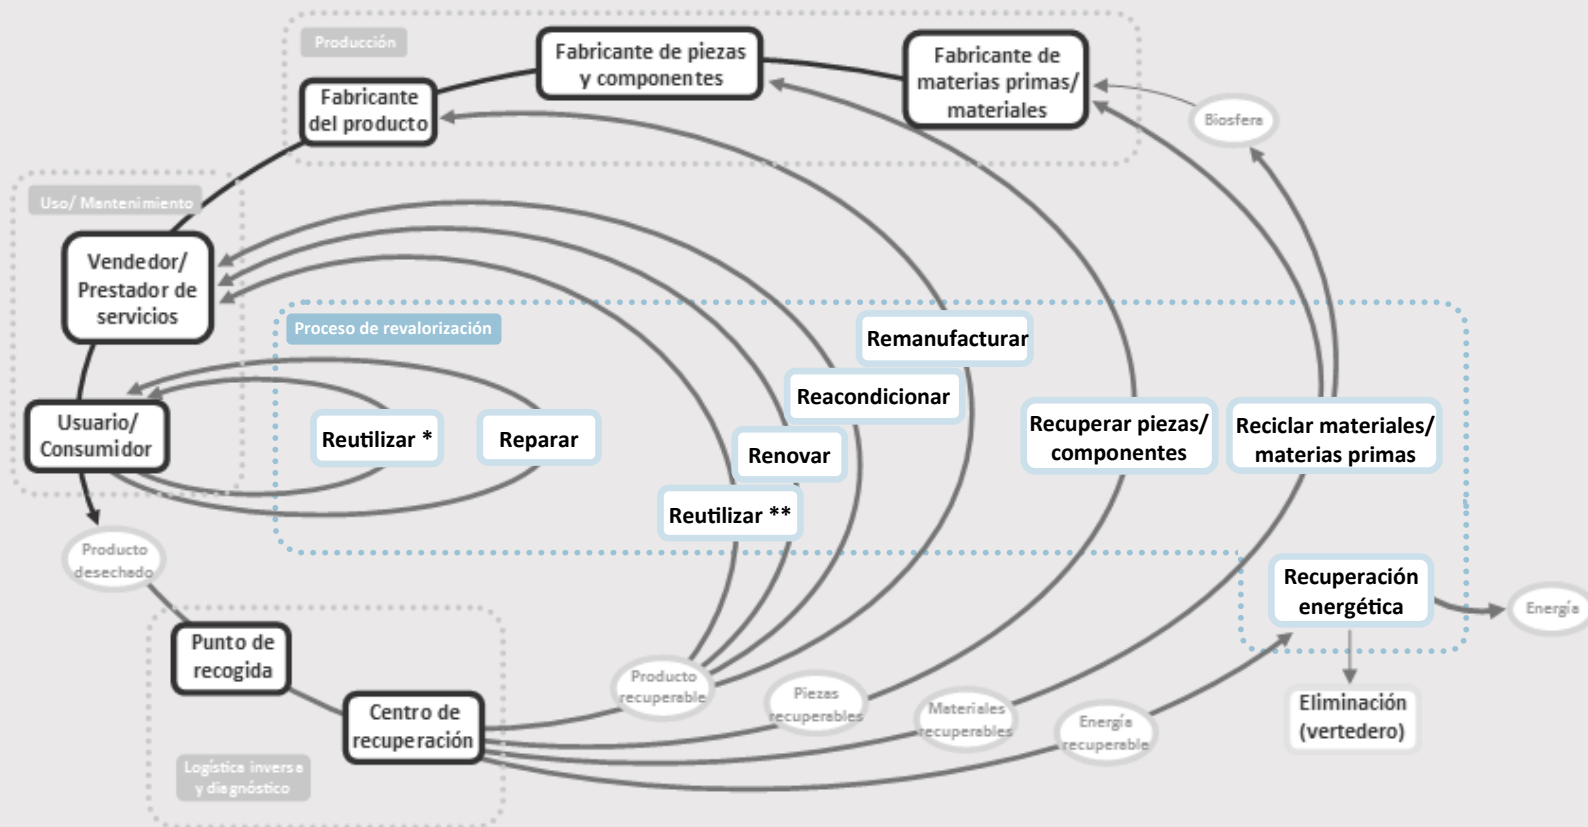 Producción
Fabricante de piezas
y componentes
Fabricante de
materias primas/
materiales
Fabricante
del producto
Biosfera
Uso/ Mantenimiento
Vendedor/
Prestador de
servicios
Proceso de revalorización
Remanufacturar
Reacondicionar
Usuario/
Consumidor
Reutilizar *
Reparar
Renovar
Recuperar piezas/
componentes
Reciclar materiales/
materias primas
Reutilizar **
Producto
desechado
Recuperación
energética
Energía
Punto de
recogida
Producto
recuperable
Piezas
recuperables
Materiales
recuperables
Energía
recuperable
Eliminación
(vertedero)
Centro de
recuperación
Logística inversa
y diagnóstico